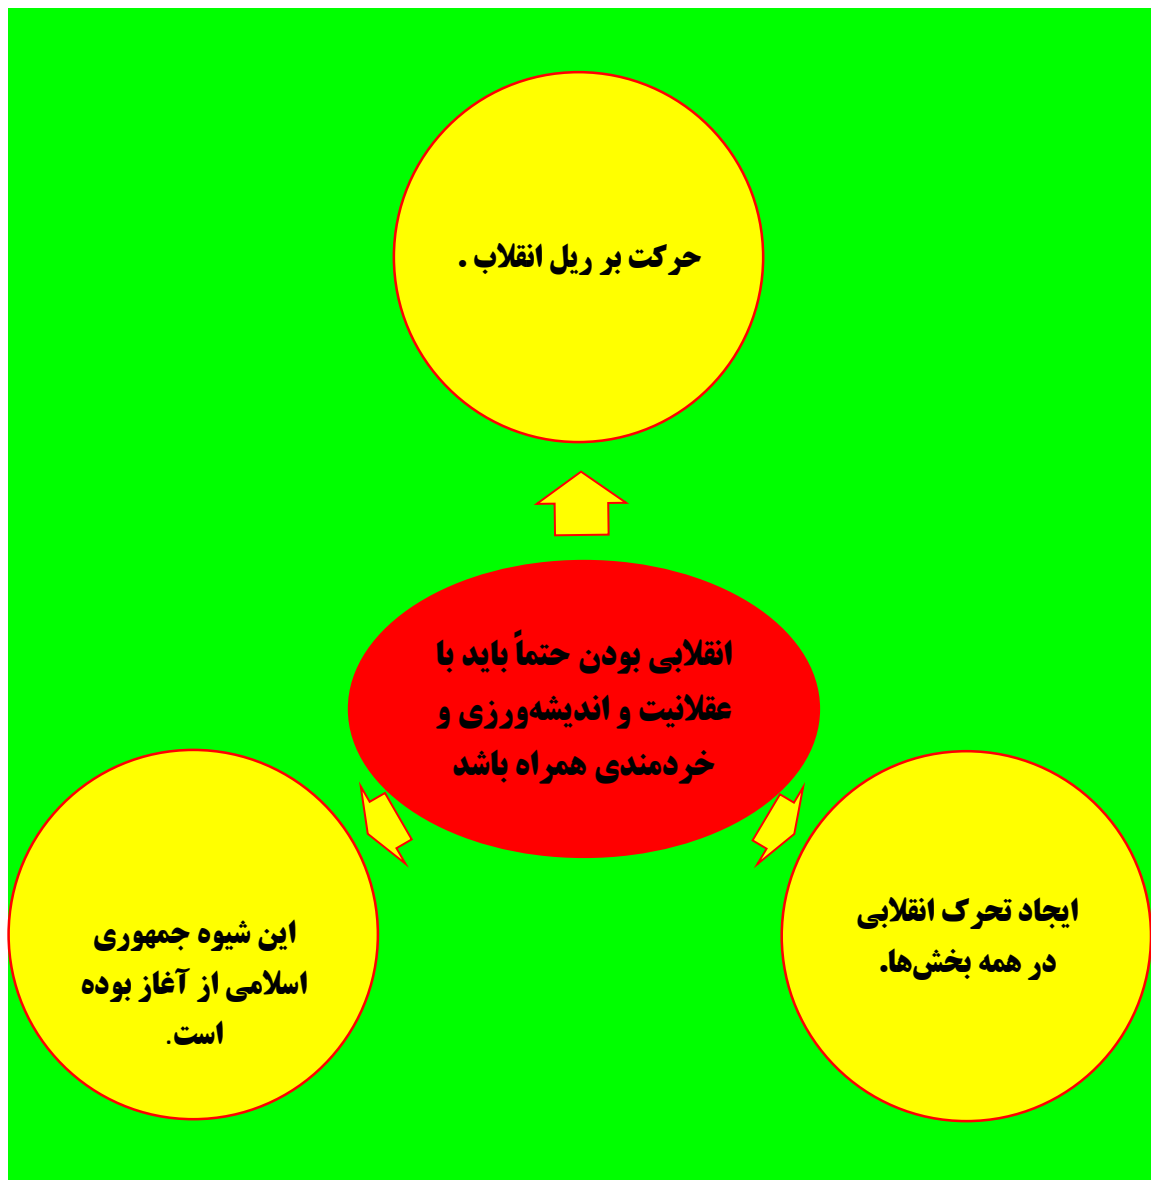 حرکت بر ریل انقلاب .
انقلابی بودن حتماً باید با
عقلانیت و اندیشه‌ورزی و
خردمندی همراه باشد
ایجاد تحرک انقلابی
در همه بخش‌ها.
این شیوه جمهوری
اسلامی از آغاز بوده
است.